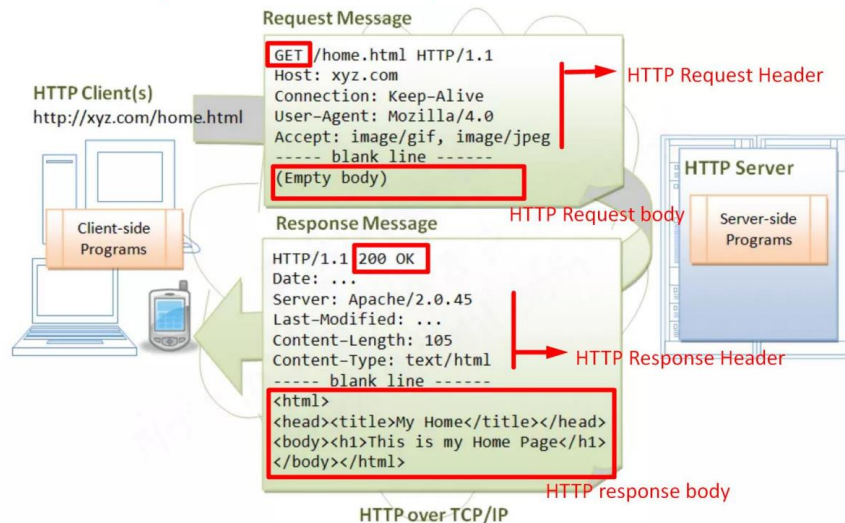 Request Message
GET /home.html HTTP/1.1
Host: xyz.com
Connection: Keep-Alive
User-Agent: Mozilla/4.0
Accept: image/gif, image/jpeg
----- blank line ------
(Empty body)
HTTP Request Header
HTTP Request body
HTTP Client(s)
http://xyz.com/home.html
Client-side
Programs
HTTP Server
Server-side
Programs
Response Message
HTTP/1.1 200 OK
Date: ...
Server: Apache/2.0.45
Last-Modified: ...
Content-Length: 105
Content-Type: text/html
----- blank line ------
<html>
<head><title>My Home</title></head>
<body><h1>This is my Home Page</h1>
</body></html>
HTTP Response Header
HTTP response body
HTTP over TCP/IP